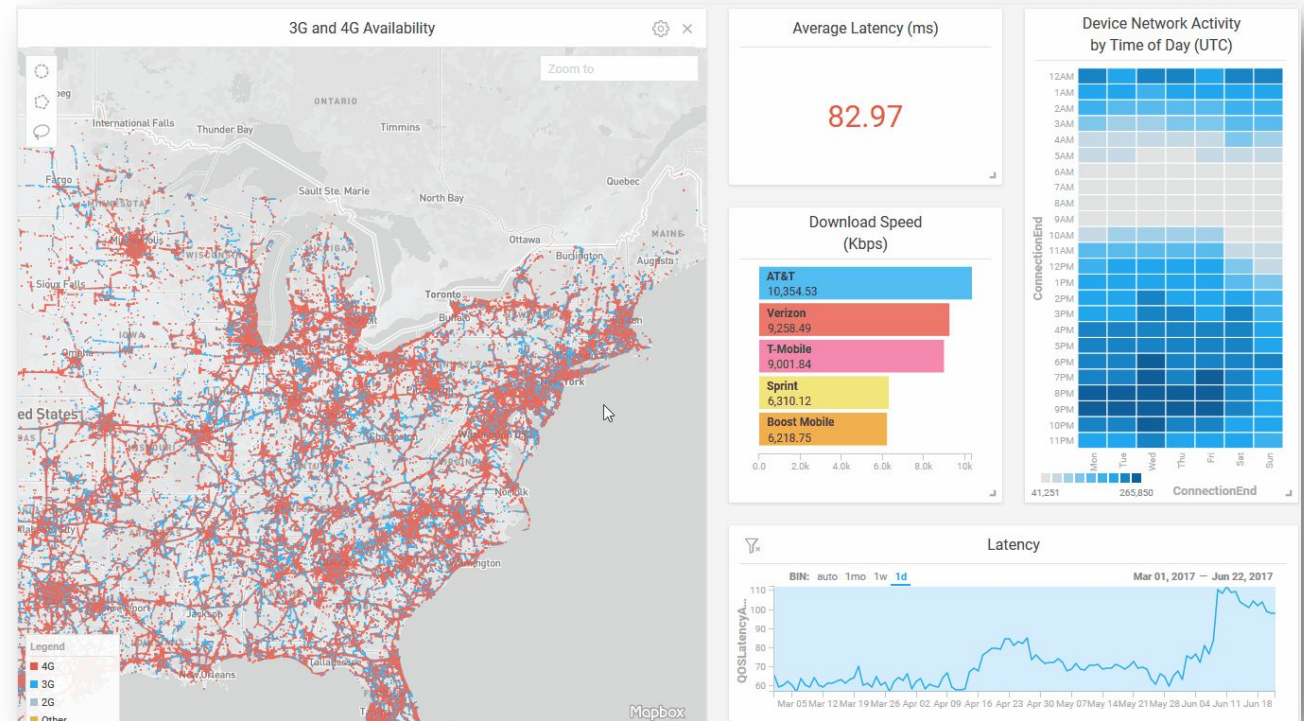 3G and 4G Availability
Zoom to
ONTARIO
International Falls
Thunder Bay
Timmins
Fargo
Sault Ste. Marie
North Bay
Quebec
MINNESOTA
Ottawa
MAINE
WISCONSIN
MICHIGAN
Burlington
Augusta
Sioux Falls
Toronto
IOWA
Omaha
ed States
Norfolk
Jackson
Tallahassee
New Orleans
Legend
4G
3G
2G
Other
Mapbox
Average Latency (ms)
82.97
Download Speed
(Kbps)
AT&T
10,354.53
Verizon
9,258.49
T-Mobile
9,001.84
Sprint
6,310.12
Boost Mobile
6,218.75
0.0 2.0k 4.0k 6.0k 8.0k 10k
Device Network Activity
by Time of Day (UTC)
12AM
1AM
2AM
3AM
4AM
5AM
6AM
7AM
8AM
9AM
10AM
11AM
12PM
1PM
2PM
3PM
4PM
5PM
6PM
7PM
8PM
9PM
10PM
11PM
ConnectionEnd
Mon Tue Wed Thu Fri Sat Sun
41,251 265,850
ConnectionEnd
Latency
BIN: auto 1mo 1w 1d
Mar 01, 2017 — Jun 22, 2017
QOSLatencyA...
110
100
90
80
70
60
Mar 05 Mar 12 Mar 19 Mar 26 Apr 02 Apr 09 Apr 16 Apr 23 Apr 30 May 07 May 14 May 21 May 28 Jun 04 Jun 11 Jun 18